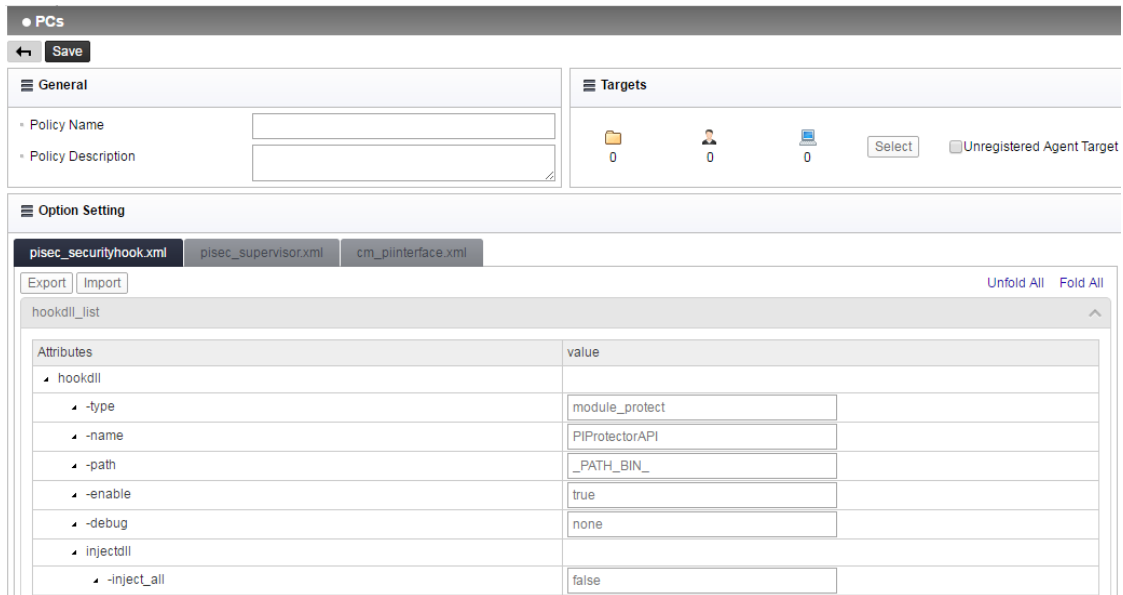 PCs
Save
General
Policy Name
Policy Description
Targets
0 0 0 Select Unregistered Agent Target
Option Setting
pisec_securityhook.xml pisec_supervisor.xml cm_piinterface.xml
Export Import Unfold All Fold All
hookdll_list
Attributes value
hookdll
-type module_protect
-name PIProtectorAPI
-path _PATH_BIN_
-enable true
-debug none
injectdll
-inject_all false